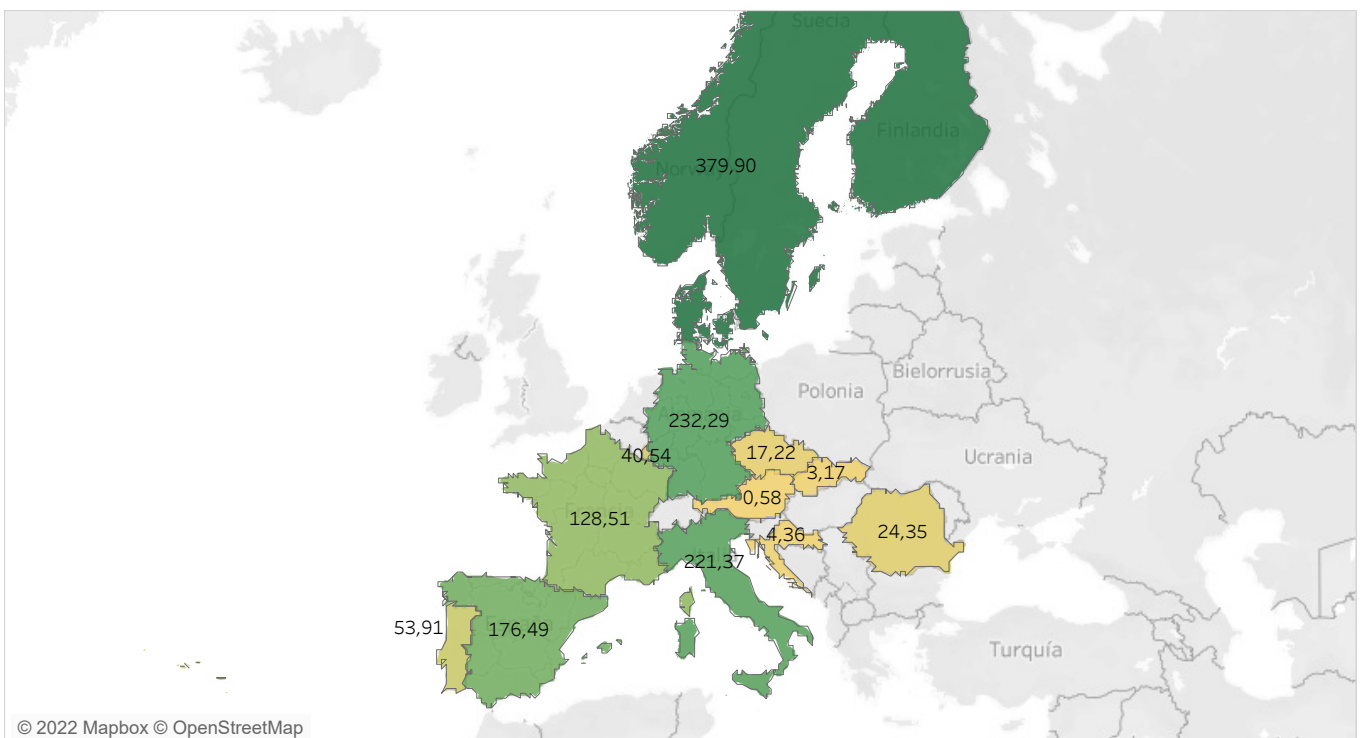 Suecia
Finlandia
379,90
Bielorrusia
Polonia
232,29
Ucrania
40,54
17,22
3,17
0,58
128,51
4,36
24,35
221,37
53,91
176,49
Turquía
© 2022 Mapbox © OpenStreetMap